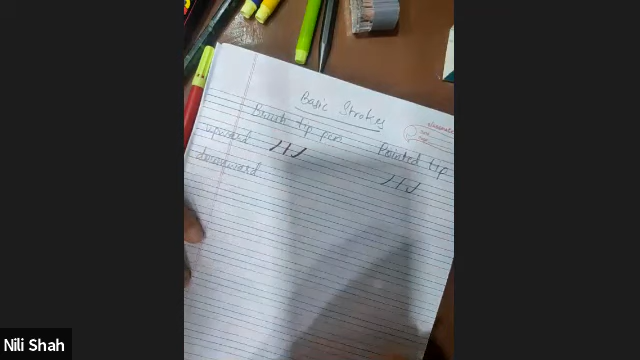 Basic Strokes
Brush tip pen
Pointed tip
upward
downward
Nili Shah